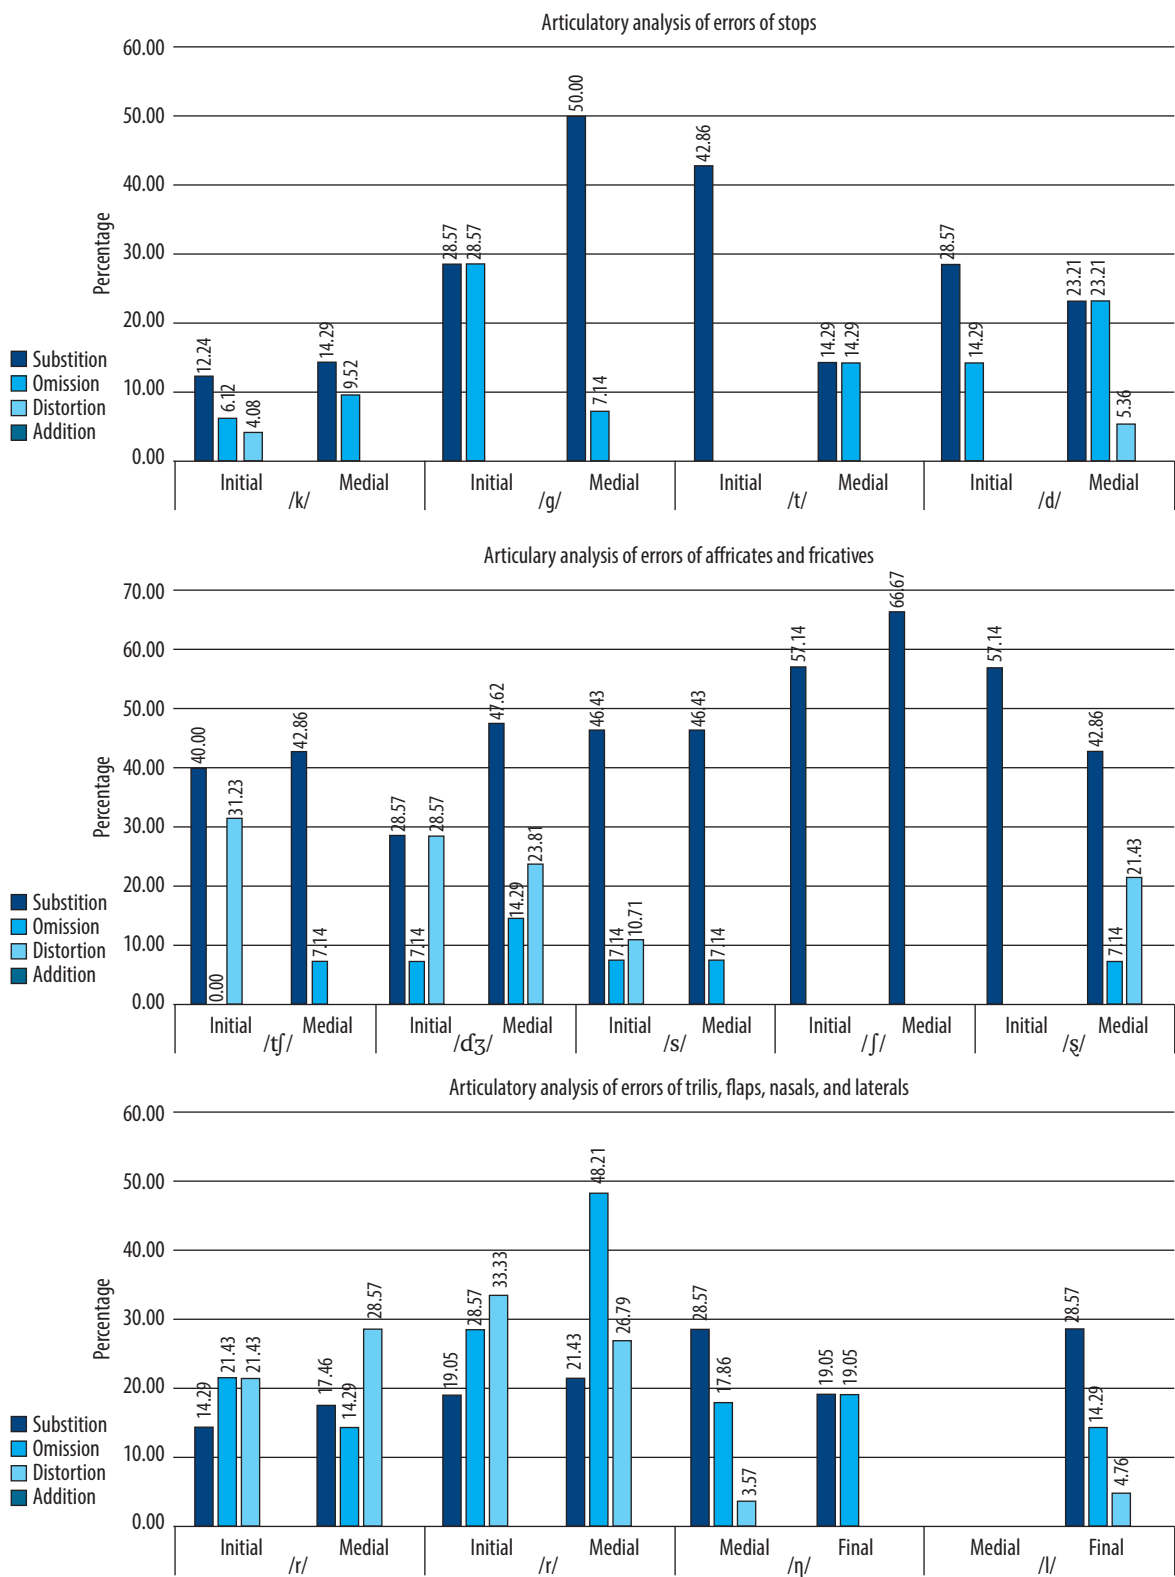 Articulatory analysis of errors of stops
60.00
50.00
40.00
30.00
20.00
10.00
0.00
Percentage
Substition
Omission
Distortion
Addition
12.24 6.12 4.08 14.29 9.52 28.57 28.57 50.00 7.14 42.86 14.29 14.29 28.57 14.29 23.21 23.21 5.36
Initial Medial Initial Medial Initial Medial Initial Medial
/k/ /g/ /t/ /d/
Articulary analysis of errors of affricates and fricatives
70.00
60.00
50.00
40.00
30.00
20.00
10.00
0.00
Percentage
Substition
Omission
Distortion
Addition
40.00 0.00 31.23 42.86 7.14 28.57 7.14 28.57 47.62 14.29 23.81 46.43 7.14 10.71 46.43 7.14 57.14 66.67 57.14 42.86 7.14 21.43
Initial Medial Initial Medial Initial Medial Initial Medial Initial Medial
/tʃ/ /ʤ/ /s/ /ʃ/ /ʂ/
Articulatory analysis of errors of trilis, flaps, nasals, and laterals
60.00
50.00
40.00
30.00
20.00
10.00
0.00
Percentage
Substition
Omission
Distortion
Addition
14.29 21.43 21.43 17.46 14.29 28.57 19.05 28.57 33.33 21.43 48.21 26.79 28.57 17.86 3.57 19.05 19.05 28.57 14.29 4.76
Initial Medial Initial Medial Medial Final Medial Final
/r/ /r/ /η/ /l/